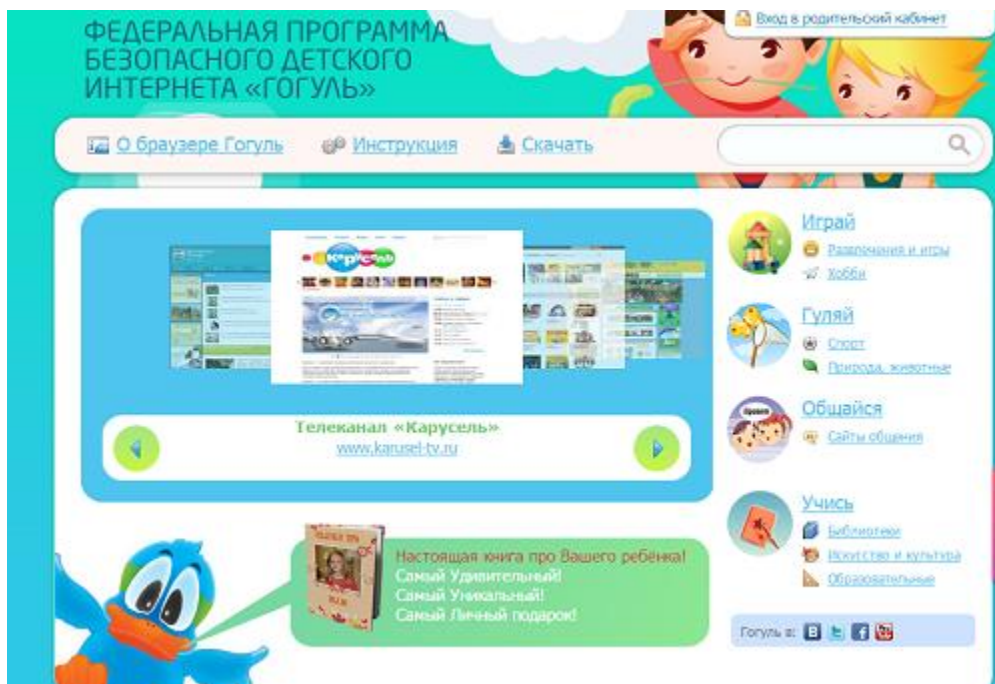 Вход в родительский кабинет
ФЕДЕРАЛЬНАЯ ПРОГРАММА
БЕЗОПАСНОГО ДЕТСКОГО
ИНТЕРНЕТА «ГОГУЛЬ»
О браузере Гогуль
Инструкция
Скачать
Карусель
Телеканал «Карусель»
www.karusel-tv.ru
Играй
Развлечения и игры
Хобби
Гуляй
Спорт
Природа, животные
Общайся
Сайты общения
Учись
Библиотеки
Искусство и культура
Образовательные
Настоящая книга про Вашего ребёнка!
Самый Удивительный!
Самый Уникальный!
Самый Личный подарок!
Гогуль в: